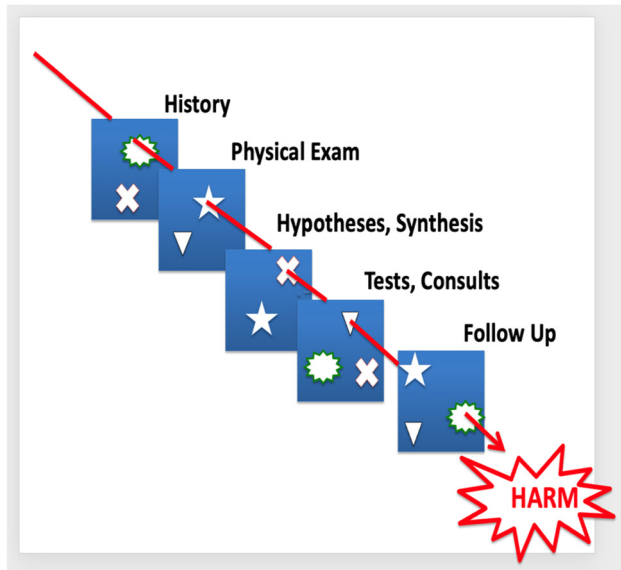 History
Physical Exam
Hypotheses, Synthesis
Tests, Consults
Follow Up
HARM